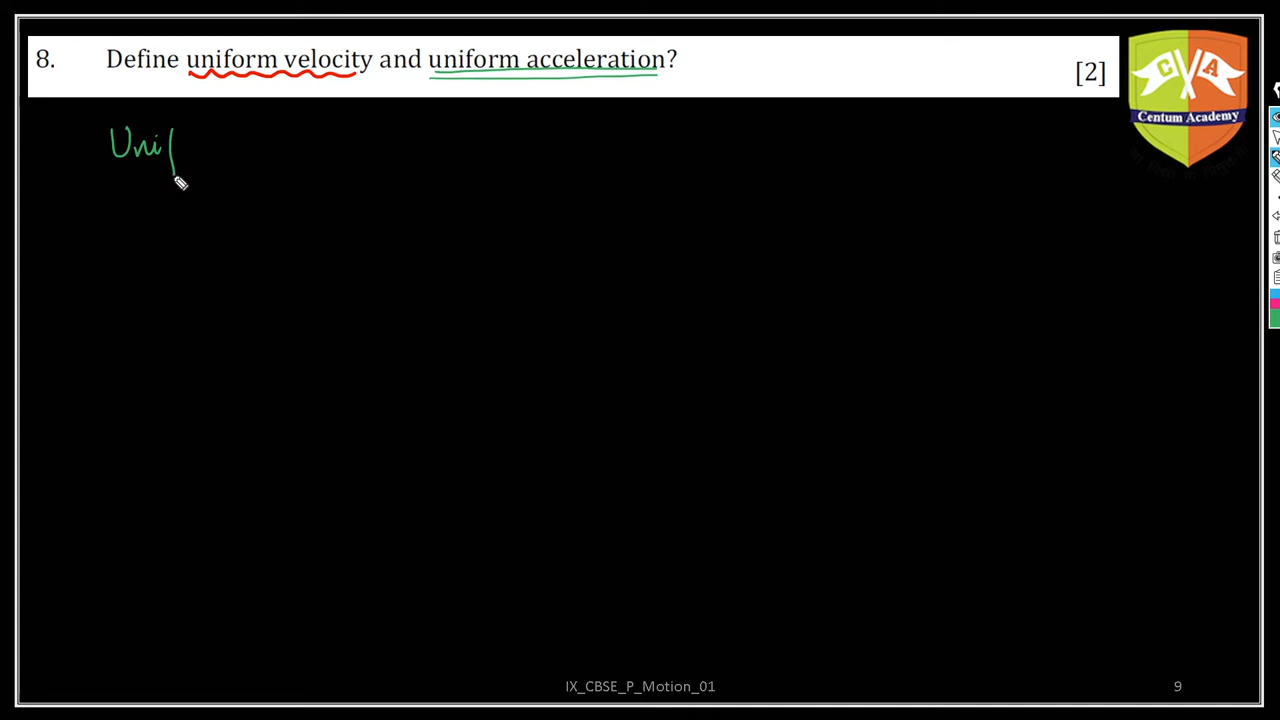 8. Define uniform velocity and uniform acceleration?
[2]
C A
Centum Academy
Uni
IX_CBSE_P_Motion_01
9